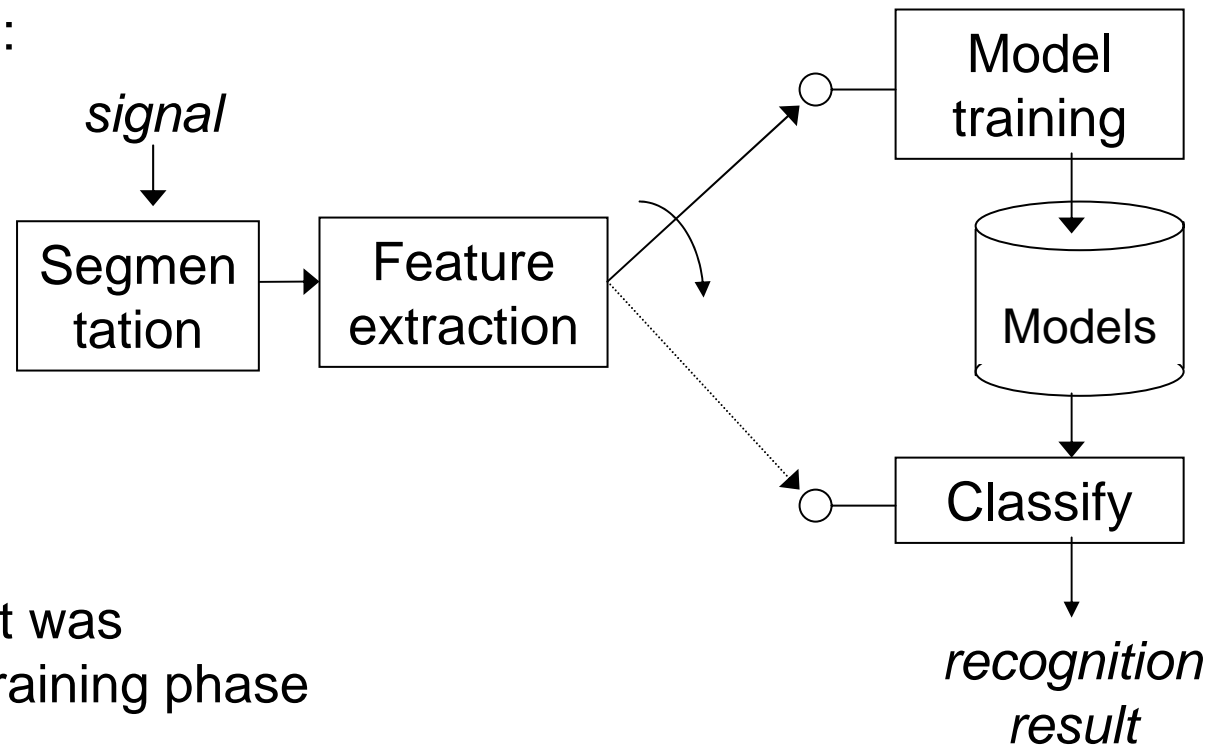 :
signal
Segmen
tation
Feature
extraction
Model
training
Models
Classify
recognition
result
t was
raining phase